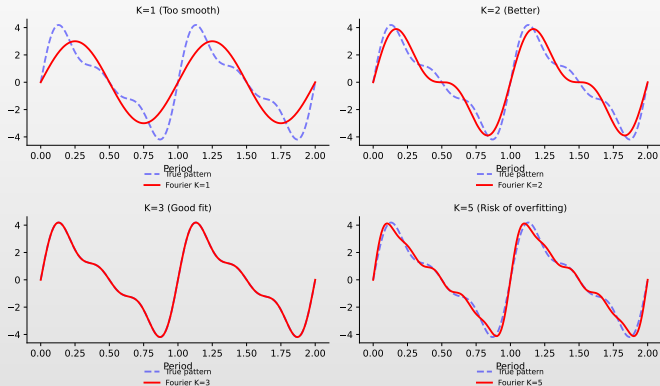 K=1 (Too smooth)
4
2
0
−2
−4
0.00 0.25 0.50 0.75 1.00 1.25 1.50 1.75 2.00
Period
True pattern
Fourier K=1
K=2 (Better)
4
2
0
−2
−4
0.00 0.25 0.50 0.75 1.00 1.25 1.50 1.75 2.00
Period
True pattern
Fourier K=2
K=3 (Good fit)
4
2
0
−2
−4
0.00 0.25 0.50 0.75 1.00 1.25 1.50 1.75 2.00
Period
True pattern
Fourier K=3
K=5 (Risk of overfitting)
4
2
0
−2
−4
0.00 0.25 0.50 0.75 1.00 1.25 1.50 1.75 2.00
Period
True pattern
Fourier K=5